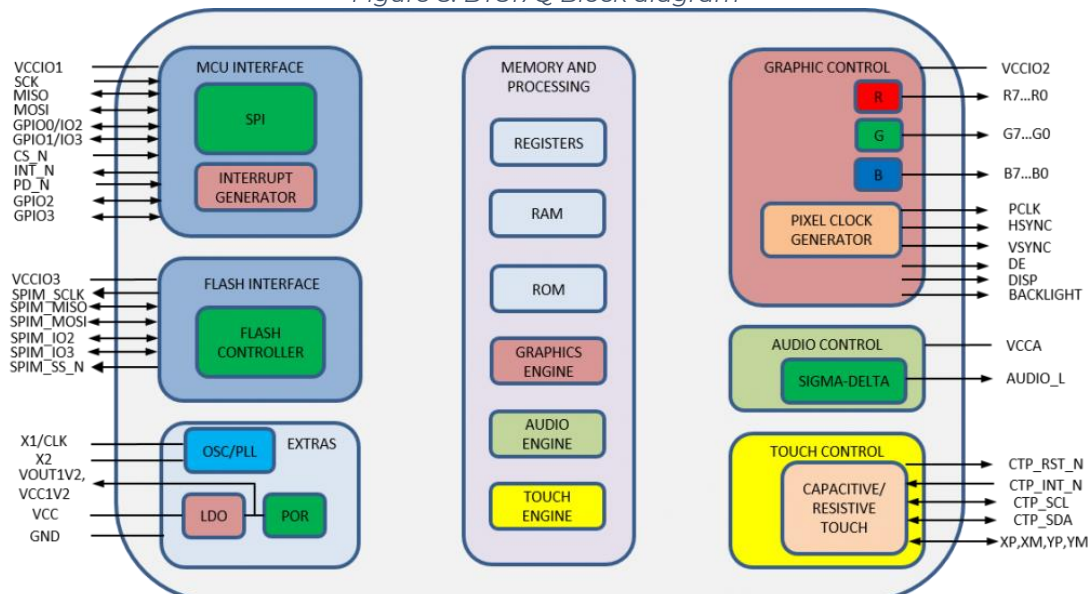 VCCIO1
SCK
MISO
MOSI
GPIO0/IO2
GPIO1/IO3
CS_N
INT_N
PD_N
GPIO2
GPIO3
MCU INTERFACE
SPI
INTERRUPT
GENERATOR
VCCIO3
SPIM_SCLK
SPIM_MISO
SPIM_MOSI
SPIM_IO2
SPIM_IO3
SPIM_SS_N
FLASH INTERFACE
FLASH
CONTROLLER
X1/CLK
X2
VOUT1V2,
VCC1V2
VCC
GND
OSC/PLL
EXTRAS
LDO
POR
MEMORY AND
PROCESSING
REGISTERS
RAM
ROM
GRAPHICS
ENGINE
AUDIO
ENGINE
TOUCH
ENGINE
GRAPHIC CONTROL
R
G
B
PIXEL CLOCK
GENERATOR
VCCIO2
R7...R0
G7...G0
B7...B0
PCLK
HSYNC
VSYNC
DE
DISP
BACKLIGHT
AUDIO CONTROL
SIGMA-DELTA
VCCA
AUDIO_L
TOUCH CONTROL
CAPACITIVE/
RESISTIVE
TOUCH
CTP_RST_N
CTP_INT_N
CTP_SCL
CTP_SDA
XP,XM,YP,YM